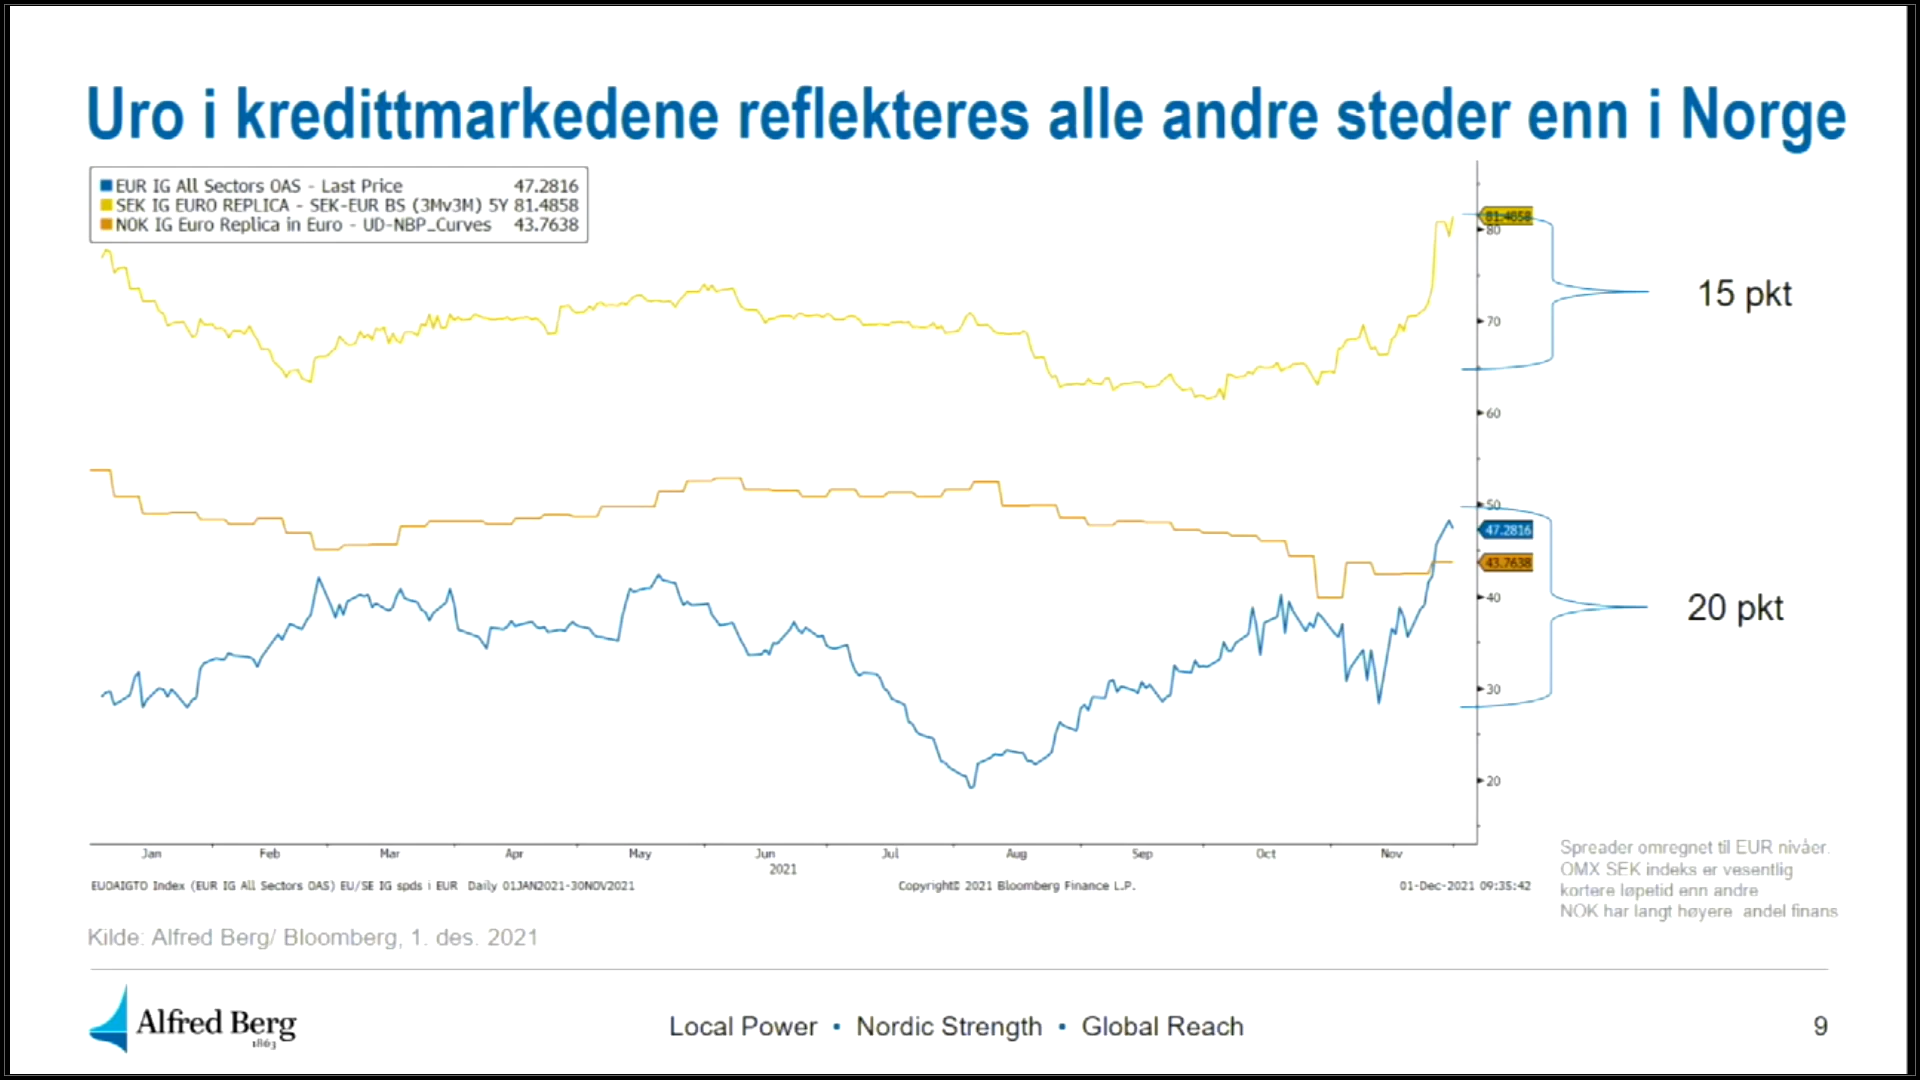 Uro i kredittmarkedene reflekteres alle andre steder enn i Norge
EUR IG All Sectors OAS - Last Price 47.2816
SEK IG EURO REPLICA - SEK-EUR BS (3Mv3M) 5Y 81.4858
NOK IG Euro Replica in Euro - UD-NBP_Curves 43.7638
81.4858
80
70
60
50
47.2816
43.7638
40
30
20
15 pkt
20 pkt
Jan Feb Mar Apr May Jun Jul Aug Sep Oct Nov
2021
EUOAIGTO Index (EUR IG All Sectors OAS) EU/SE IG spds i EUR Daily 01JAN2021-30NOV2021 Copyright© 2021 Bloomberg Finance L.P. 01-Dec-2021 09:35:42
Spreader omregnet til EUR nivåer.
OMX SEK indeks er vesentlig
kortere løpetid enn andre
NOK har langt høyere andel finans
Kilde: Alfred Berg/ Bloomberg, 1. des. 2021
Alfred Berg
1863
Local Power • Nordic Strength • Global Reach
9